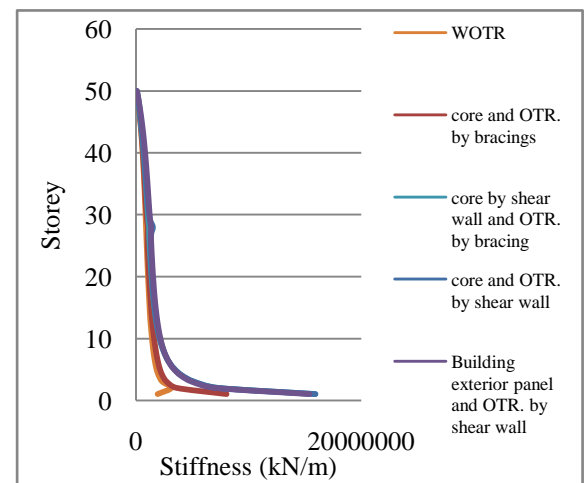 60
50
40
30
20
10
0
Storey
0
20000000
Stiffness (kN/m)
WOTR
core and OTR.
by bracings
core by shear
wall and OTR.
by bracing
core and OTR.
by shear wall
Building
exterior panel
and OTR. by
shear wall